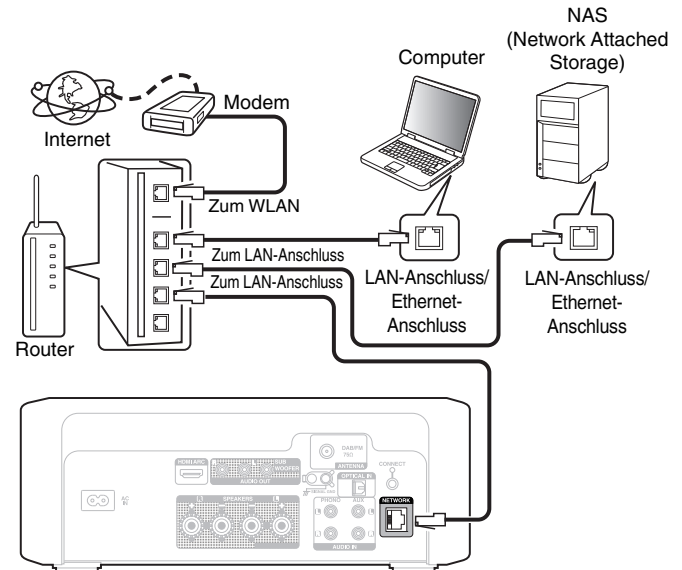 NAS
(Network Attached
Storage)
Computer
Modem
Internet
Zum WLAN
Zum LAN-Anschluss
Zum LAN-Anschluss
LAN-Anschluss/
Ethernet-
Anschluss
LAN-Anschluss/
Ethernet-
Anschluss
Router
DAB/FM
75Ω
ANTENNA
HDMI ARC
R
L
SUB
WOOFER
AUDIO OUT
SIGNAL GND
OPTICAL IN
CONNECT
AC
IN
R
SPEAKERS
L
PHONO
AUX
NETWORK
L
L
R
R
AUDIO IN